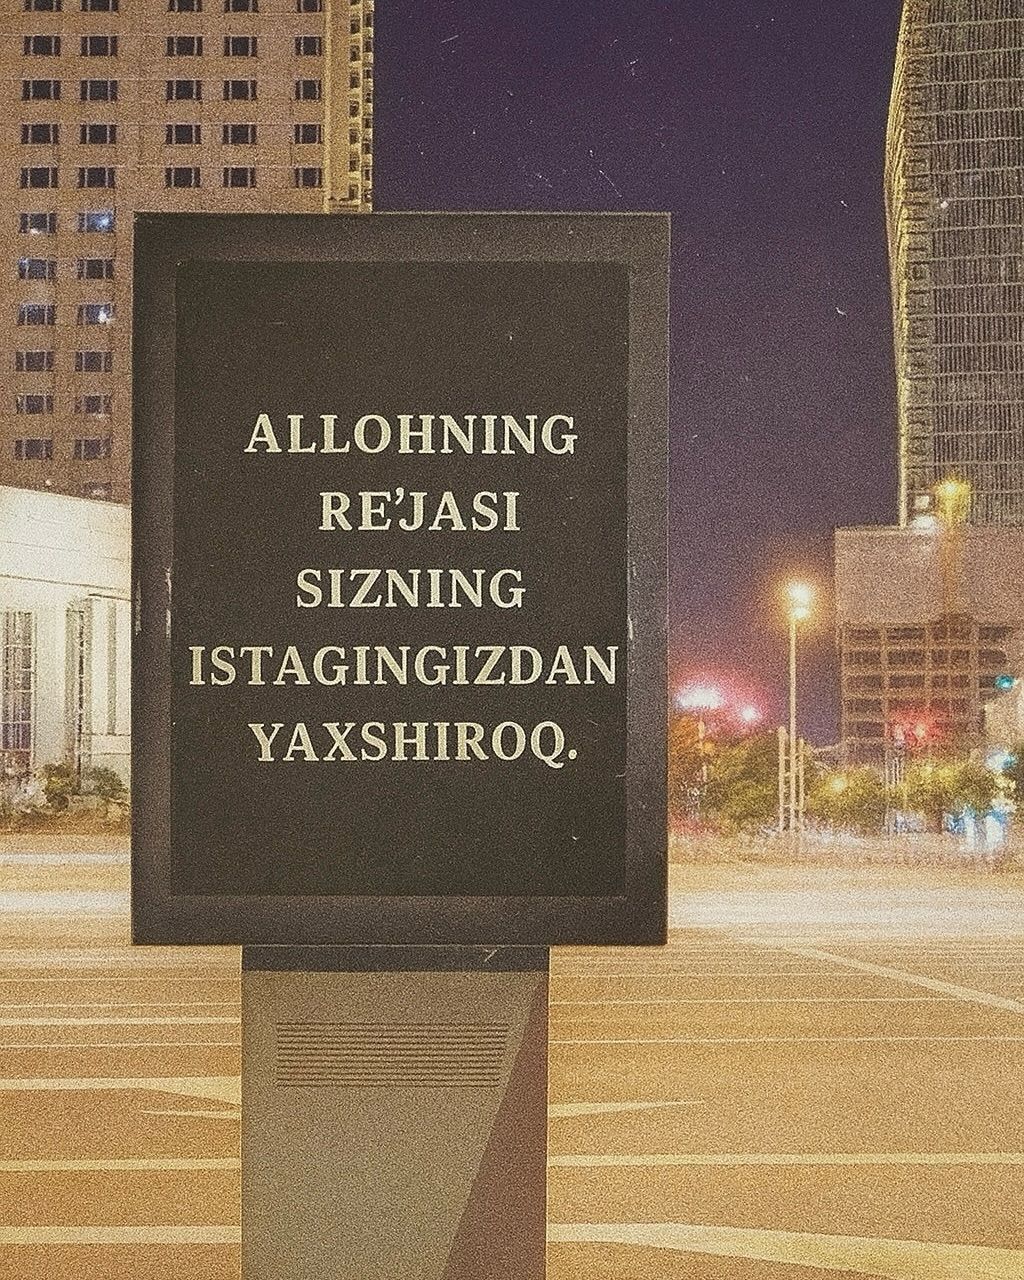 ALLOHNING
RE’JASI
SIZNING
ISTAGINGIZDAN
YAXSHIROQ.